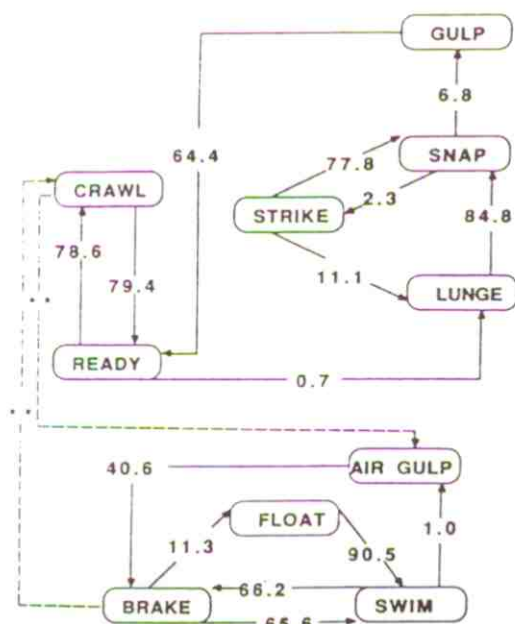 GULP
6.8
64.4
77.8
SNAP
CRAWL
2.3
STRIKE
84.8
78.6
11.1
79.4
LUNGE
* *
READY
0.7
* *
40.6
AIR GULP
FLOAT
11.3
1.0
90.5
66.2
BRAKE
SWIM
65.6